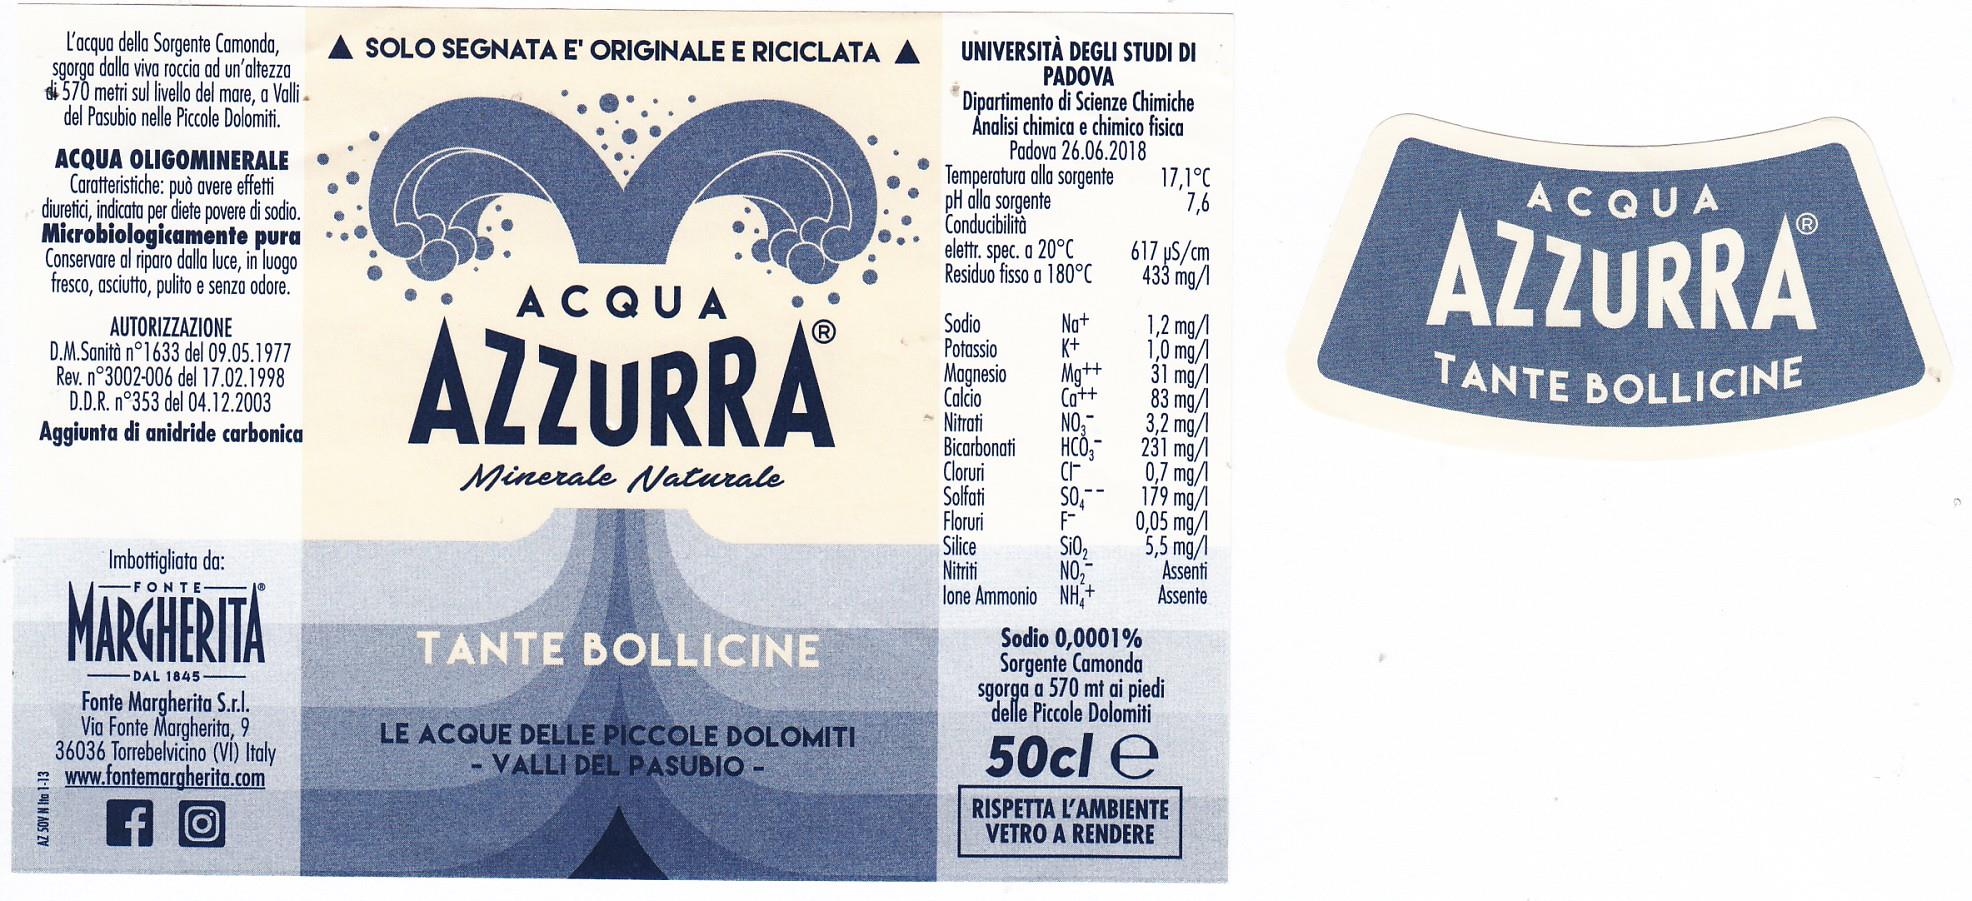 L'acqua della Sorgente Camonda,
sgorga dalla viva roccia ad un'altezza
di 570 metri sul livello del mare, a Valli
del Pasubio nelle Piccole Dolomiti.
ACQUA OLIGOMINERALE
Caratteristiche: può avere effetti
diuretici, indicata per diete povere di sodio.
Microbiologicamente pura
Conservare al riparo dalla luce, in luogo
fresco, asciutto, pulito e senza odore.
AUTORIZZAZIONE
D.M.Sanità n°1633 del 09.05.1977
Rev. n°3002-006 del 17.02.1998
D.D.R. n°353 del 04.12.2003
Aggiunta di anidride carbonica
Imbottigliata da:
FONTE
MARGHERITA®
DAL 1845
Fonte Margherita S.r.l.
Via Fonte Margherita, 9
36036 Torrebelvicino (VI) Italy
www.fontemargherita.com
AZ 50V N Ita 1-13
▲ SOLO SEGNATA E' ORIGINALE E RICICLATA ▲
ACQUA
AZZURRA®
Minerale Naturale
TANTE BOLLICINE
LE ACQUE DELLE PICCOLE DOLOMITI
- VALLI DEL PASUBIO -
UNIVERSITÀ DEGLI STUDI DI
PADOVA
Dipartimento di Scienze Chimiche
Analisi chimica e chimico fisica
Padova 26.06.2018
Temperatura alla sorgente 17,1°C
pH alla sorgente 7,6
Conducibilità
elettr. spec. a 20°C 617 µS/cm
Residuo fisso a 180°C 433 mg/l
Sodio Na+ 1,2 mg/l
Potassio K+ 1,0 mg/l
Magnesio Mg++ 31 mg/l
Calcio Ca++ 83 mg/l
Nitrati NO₃⁻ 3,2 mg/l
Bicarbonati HCO₃⁻ 231 mg/l
Cloruri Cl⁻ 0,7 mg/l
Solfati SO₄⁻⁻ 179 mg/l
Floruri F⁻ 0,05 mg/l
Silice SiO₂ 5,5 mg/l
Nitriti NO₂⁻ Assenti
Ione Ammonio NH₄+ Assente
Sodio 0,0001%
Sorgente Camonda
sgorga a 570 mt ai piedi
delle Piccole Dolomiti
50cl ℮
RISPETTA L'AMBIENTE
VETRO A RENDERE
ACQUA
AZZURRA®
TANTE BOLLICINE